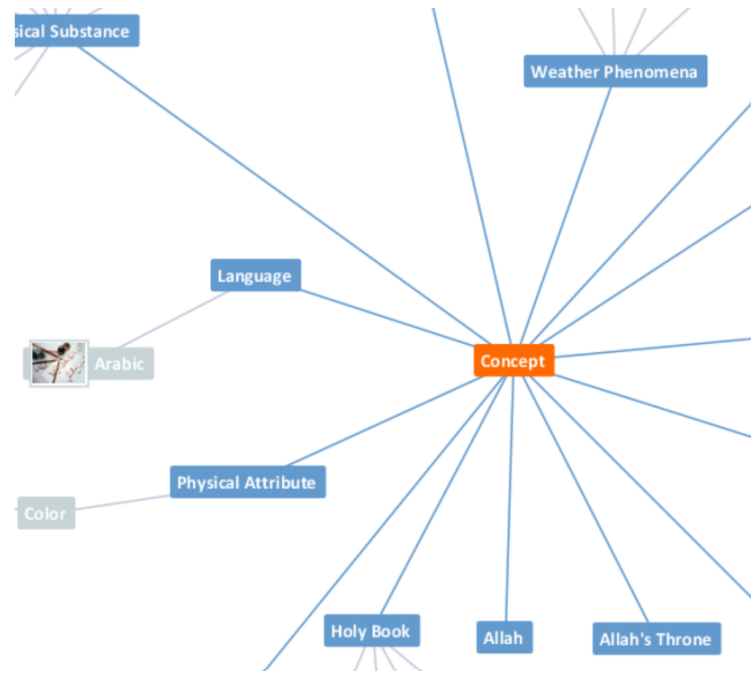 sical Substance
Weather Phenomena
Language
Concept
Arabic
Physical Attribute
Color
Holy Book
Allah
Allah's Throne